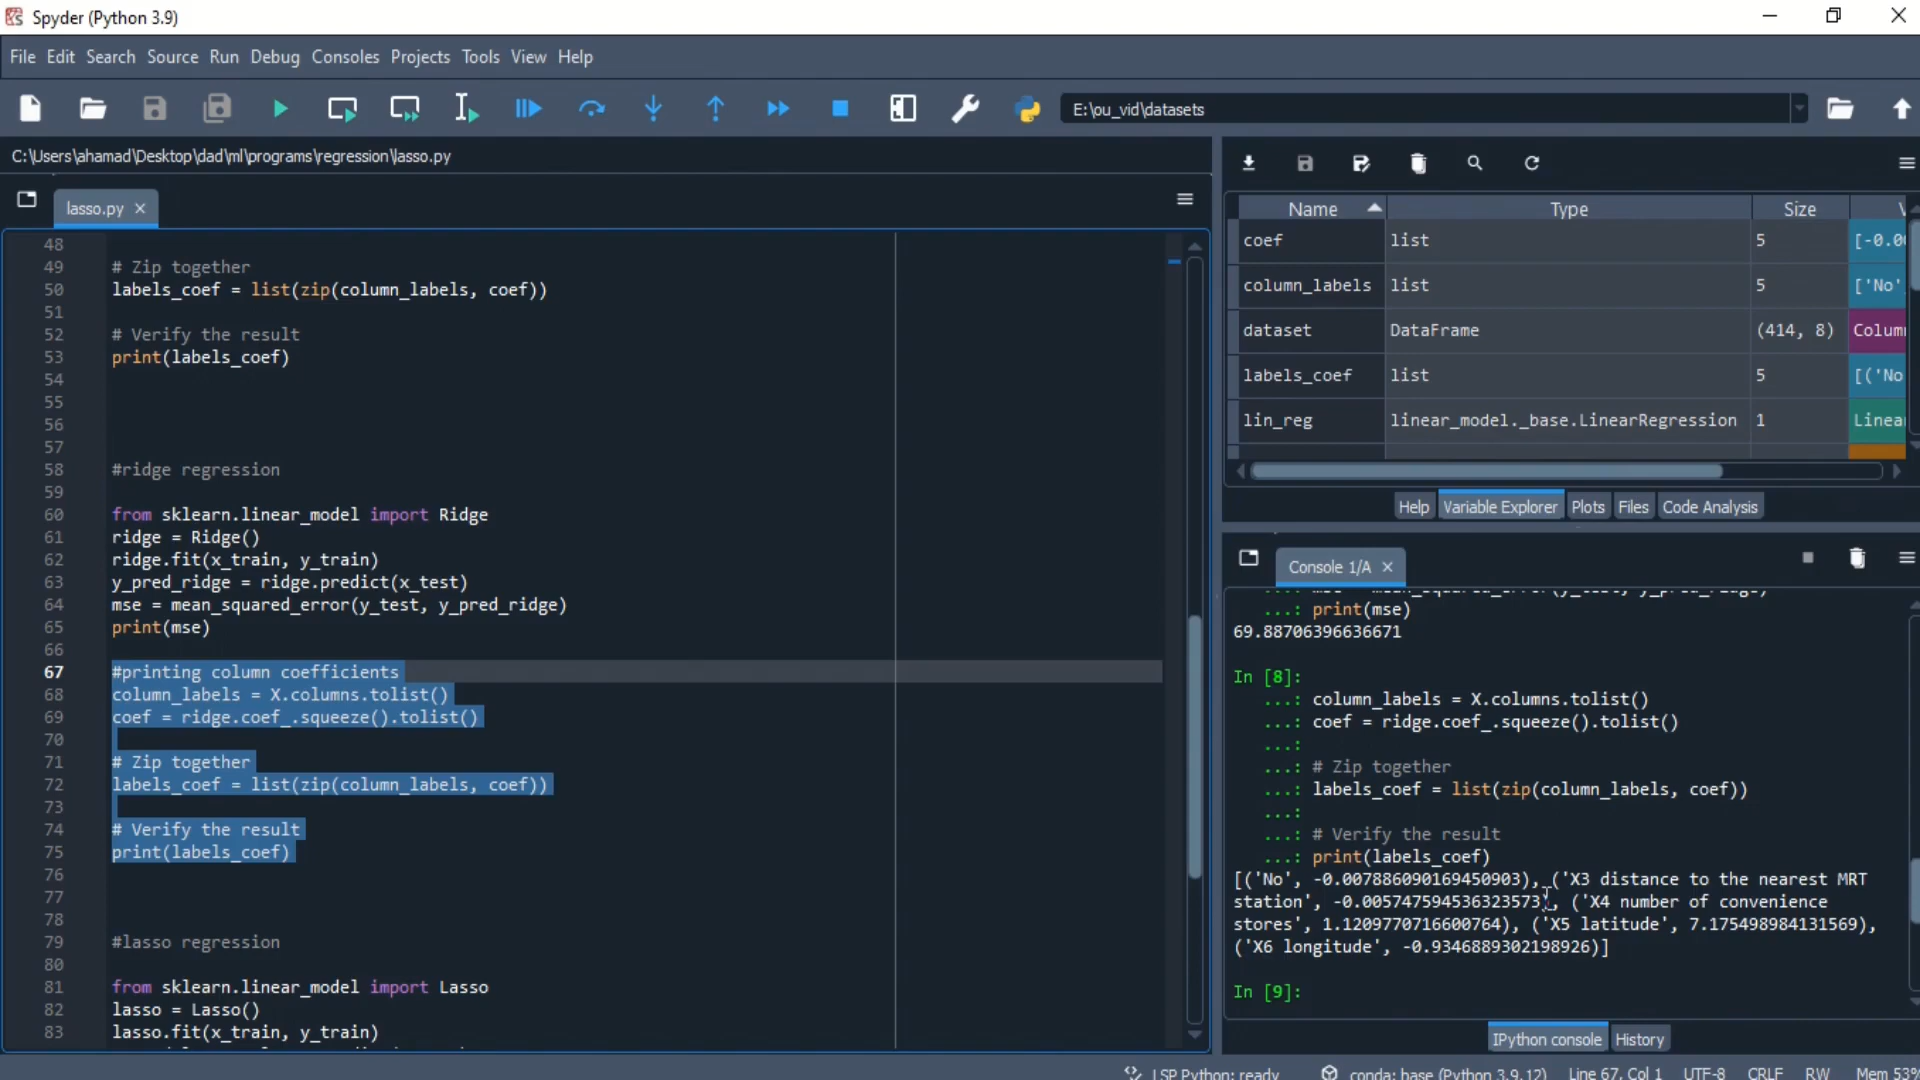 Spyder (Python 3.9)
File Edit Search Source Run Debug Consoles Projects Tools View Help
E:\ou_vid\datasets
C:\Users\ahamad\Desktop\dad\ml\programs\regression\lasso.py
lasso.py
48
49 # Zip together
50 labels_coef = list(zip(column_labels, coef))
51
52 # Verify the result
53 print(labels_coef)
54
55
56
57
58 #ridge regression
59
60 from sklearn.linear_model import Ridge
61 ridge = Ridge()
62 ridge.fit(x_train, y_train)
63 y_pred_ridge = ridge.predict(x_test)
64 mse = mean_squared_error(y_test, y_pred_ridge)
65 print(mse)
66
67 #printing column coefficients
68 column_labels = X.columns.tolist()
69 coef = ridge.coef_.squeeze().tolist()
70
71 # Zip together
72 labels_coef = list(zip(column_labels, coef))
73
74 # Verify the result
75 print(labels_coef)
76
77
78
79 #lasso regression
80
81 from sklearn.linear_model import Lasso
82 lasso = Lasso()
83 lasso.fit(x_train, y_train)
Name Type Size
coef list 5 [-0.0
column_labels list 5 ['No'
dataset DataFrame (414, 8) Colum
labels_coef list 5 [('No
lin_reg linear_model._base.LinearRegression 1 Linea
Help Variable Explorer Plots Files Code Analysis
Console 1/A
...: mse = mean_squared_error(y_test, y_pred_ridge)
...: print(mse)
69.88706396636671
In [8]:
...: column_labels = X.columns.tolist()
...: coef = ridge.coef_.squeeze().tolist()
...:
...: # Zip together
...: labels_coef = list(zip(column_labels, coef))
...:
...: # Verify the result
...: print(labels_coef)
[('No', -0.007886090169450903), ('X3 distance to the nearest MRT
station', -0.005747594536323573), ('X4 number of convenience
stores', 1.1209770716600764), ('X5 latitude', 7.175498984131569),
('X6 longitude', -0.9346889302198926)]
In [9]:
IPython console History
LSP Python: ready conda: base (Python 3.9.12) Line 67, Col 1 UTF-8 CRLF RW Mem 53%